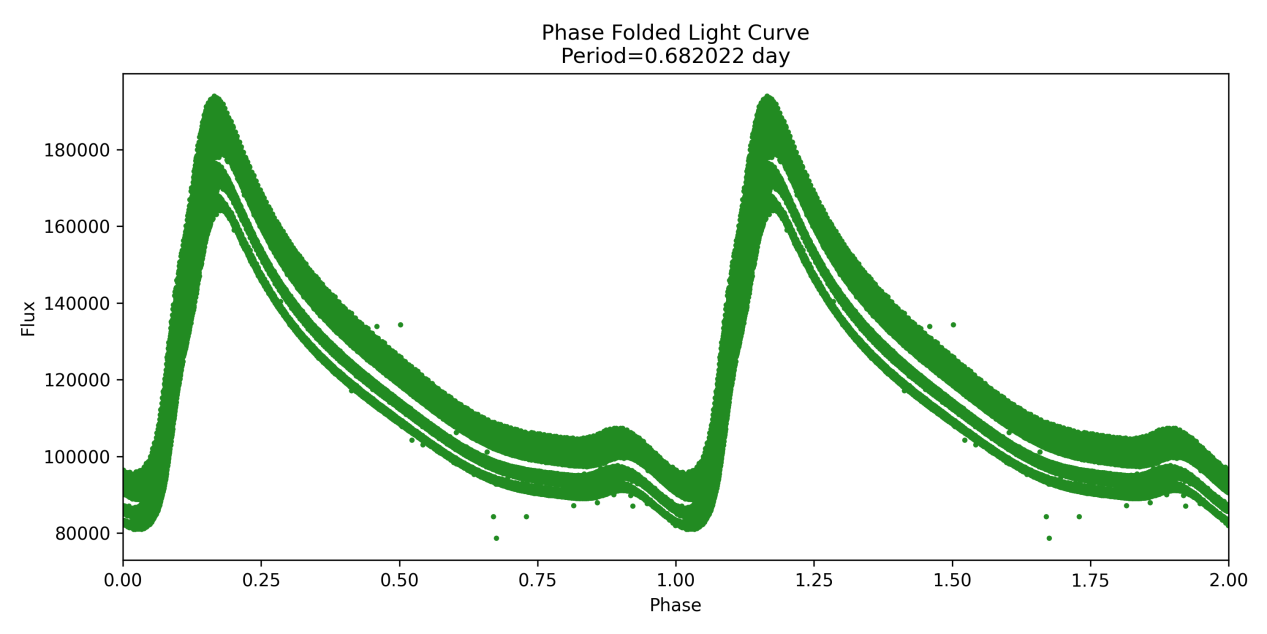 Phase Folded Light Curve
Period=0.682022 day
Flux
180000
160000
140000
120000
100000
80000
0.00 0.25 0.50 0.75 1.00 1.25 1.50 1.75 2.00
Phase